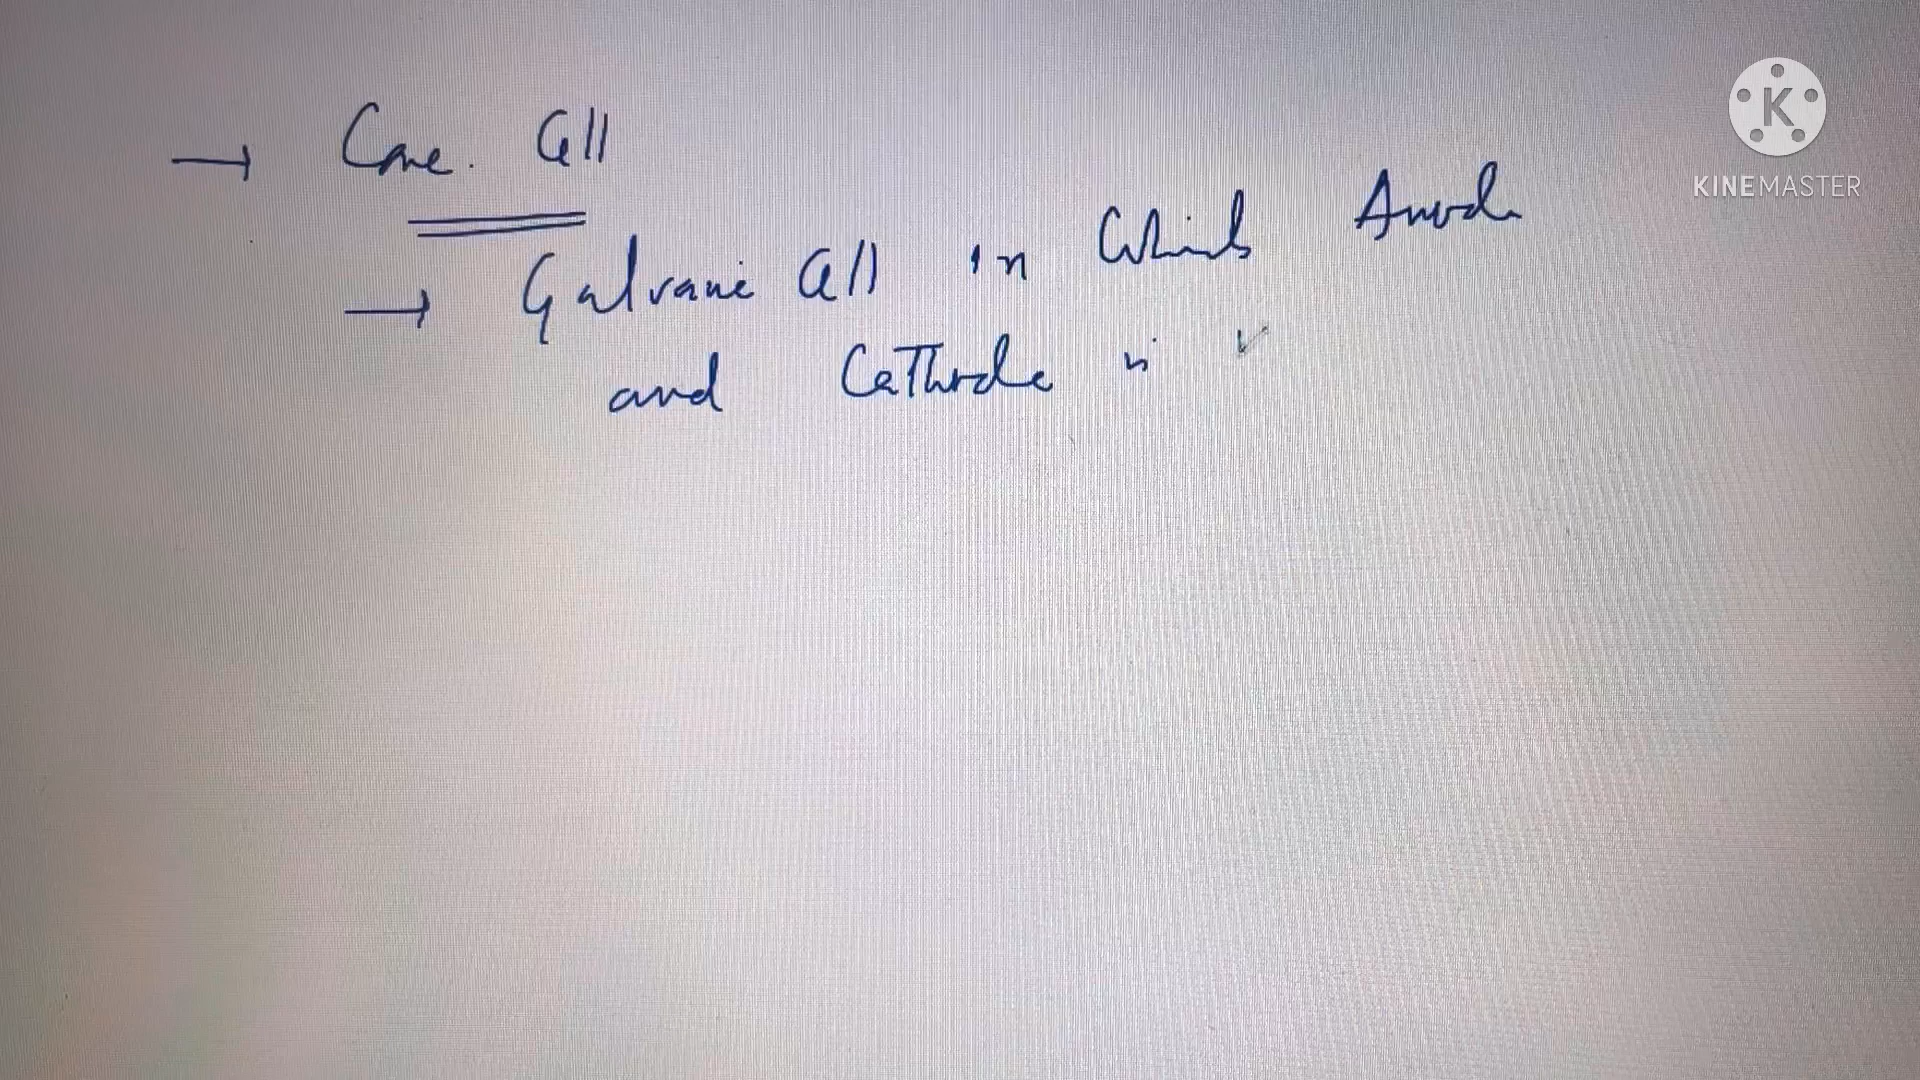 → Conc. Cell
→ Galvanic Cell in Which Anode
and Cathode is
KINEMASTER